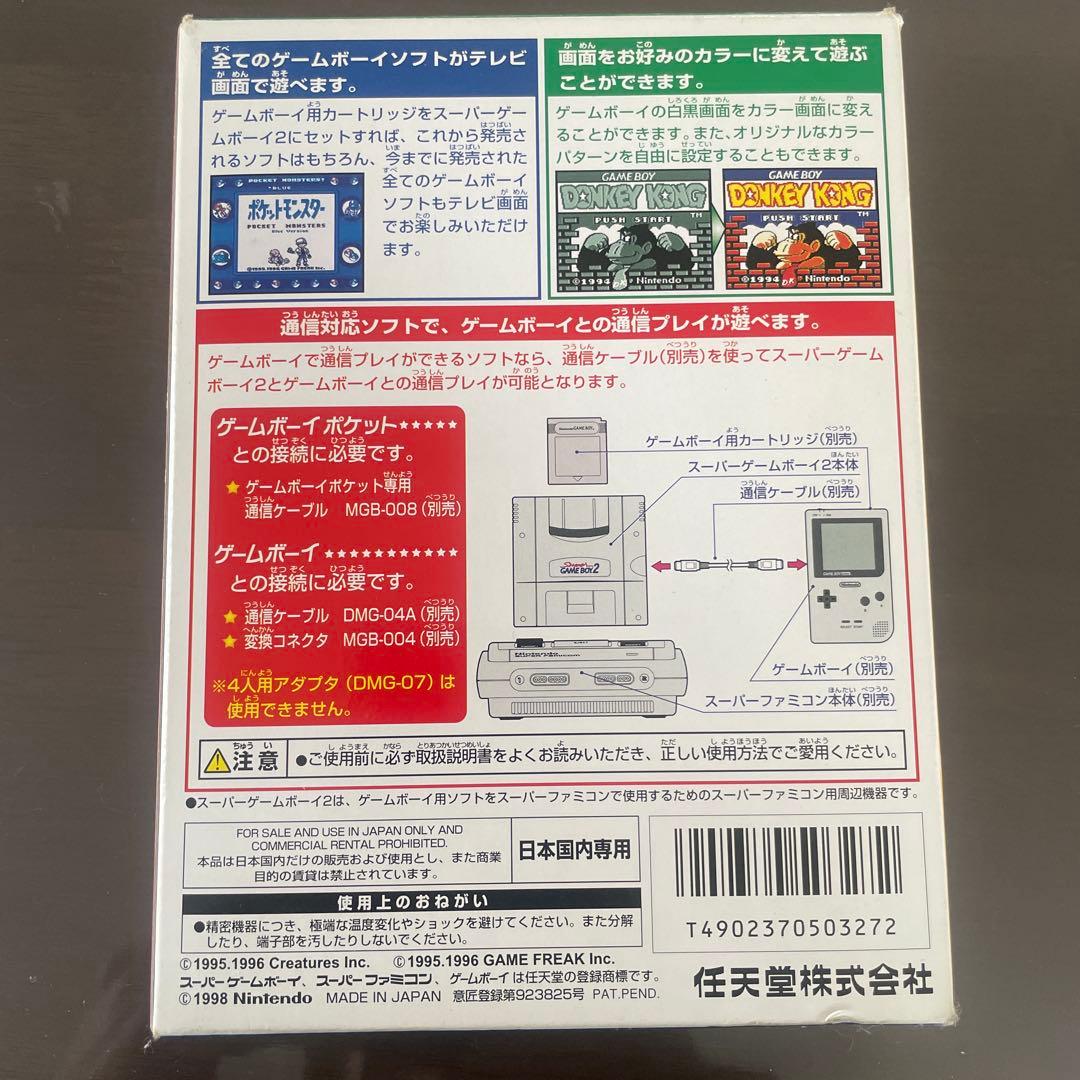 全てのゲームボーイソフトがテレビ
画面で遊べます。
ゲームボーイ用カートリッジをスーパーゲー
ムボーイ2にセットすれば、これから発売さ
れるソフトはもちろん、今までに発売された
全てのゲームボーイ
ソフトもテレビ画面
でお楽しみいただけ
ます。
POCKET MONSTERS
BLUE
ポケットモンスター
POCKET MONSTERS
Blue Version
©1995.1996 GAME FREAK Inc.
画面をお好みのカラーに変えて遊ぶ
ことができます。
ゲームボーイの白黒画面をカラー画面に変え
ることができます。また、オリジナルなカラー
パターンを自由に設定することもできます。
GAME BOY
DONKEY KONG
TM
PUSH START
DK
©1994 Nintendo
GAME BOY
DONKEY KONG
TM
PUSH START
DK
©1994 Nintendo
通信対応ソフトで、ゲームボーイとの通信プレイが遊べます。
ゲームボーイで通信プレイができるソフトなら、通信ケーブル(別売)を使ってスーパーゲーム
ボーイ2とゲームボーイとの通信プレイが可能となります。
ゲームボーイポケット★★★★★
との接続に必要です。
★ゲームボーイポケット専用
通信ケーブル MGB-008(別売)
ゲームボーイ★★★★★★★★★★★
との接続に必要です。
★通信ケーブル DMG-04A(別売)
★変換コネクタ MGB-004(別売)
※4人用アダプタ(DMG-07)は
使用できません。
Nintendo GAME BOY
ゲームボーイ用カートリッジ(別売)
スーパーゲームボーイ2本体
通信ケーブル(別売)
Super
GAME BOY2
Nintendo
ゲームボーイ(別売)
スーパーファミコン本体(別売)
注意
●ご使用前に必ず取扱説明書をよくお読みいただき、正しい使用方法でご愛用ください。
●スーパーゲームボーイ2は、ゲームボーイ用ソフトをスーパーファミコンで使用するためのスーパーファミコン用周辺機器です。
FOR SALE AND USE IN JAPAN ONLY AND
COMMERCIAL RENTAL PROHIBITED.
本品は日本国内だけの販売および使用とし、また商業
目的の賃貸は禁止されています。
日本国内専用
使用上のおねがい
●精密機器につき、極端な温度変化やショックを避けてください。また分解
したり、端子部を汚したりしないでください。
T4902370503272
©1995.1996 Creatures Inc. ©1995.1996 GAME FREAK Inc.
スーパーゲームボーイ、スーパーファミコン、ゲームボーイは任天堂の登録商標です。
©1998 Nintendo MADE IN JAPAN 意匠登録第923825号 PAT.PEND.
任天堂株式会社